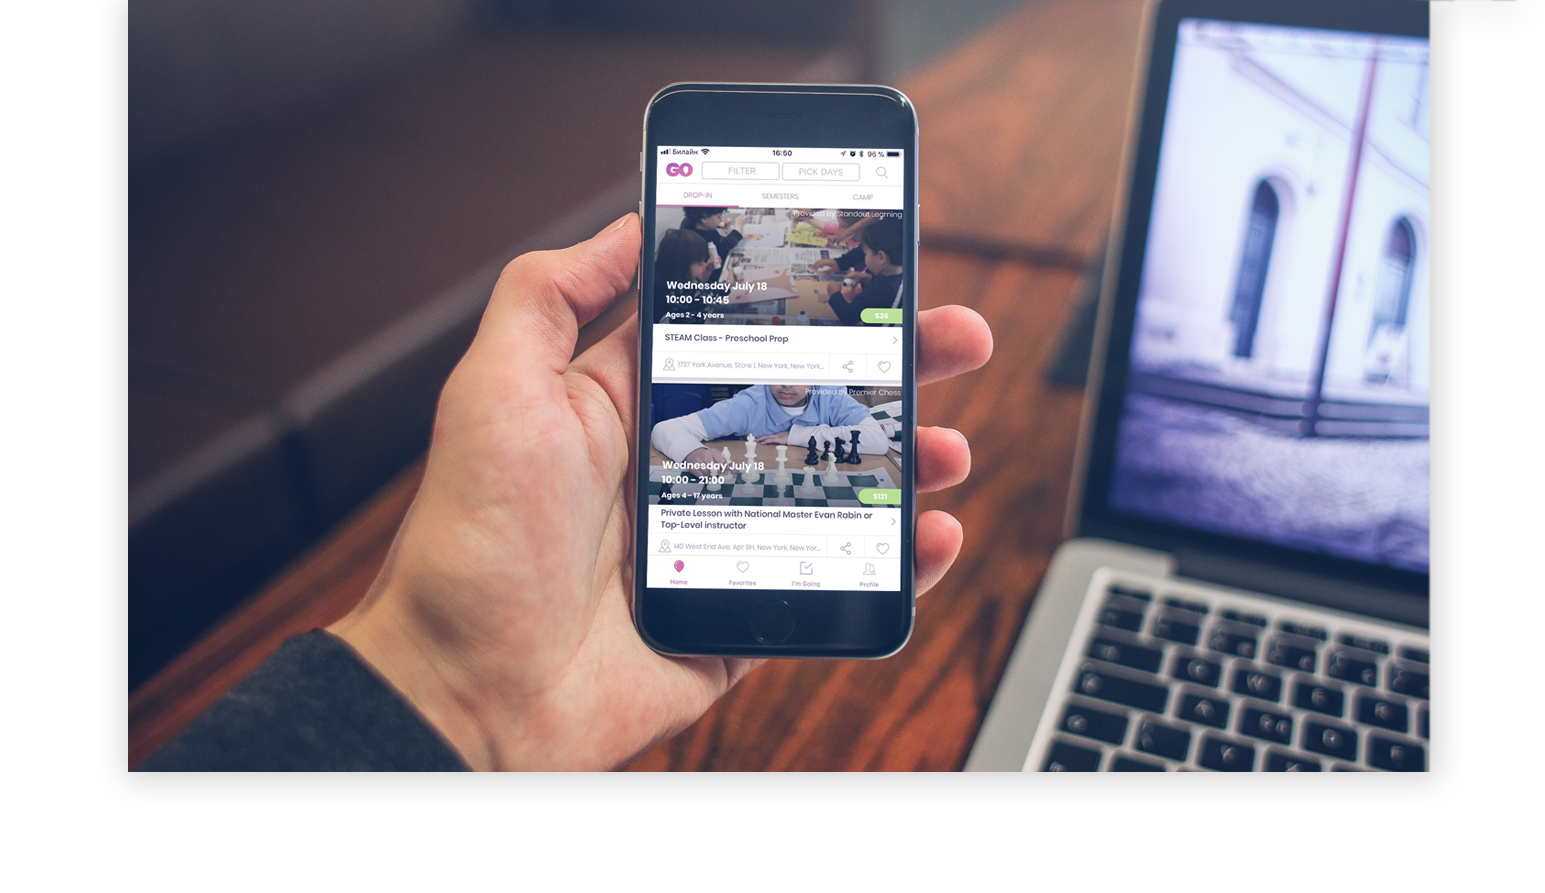 Билайн 16:50 96 %
GO FILTER PICK DAYS
DROP-IN SEMESTERS CAMP
Provided by Standout Learning
Wednesday July 18
10:00 - 10:45
Ages 2 - 4 years $36
STEAM Class - Preschool Prep
1737 York Avenue, Store 1, New York, New York...
Provided by Premier Chess
Wednesday July 18
10:00 - 21:00
Ages 4 - 17 years $121
Private Lesson with National Master Evan Rabin or
Top-Level instructor
140 West End Ave, Apt 9H, New York, New Yor...
Home Favorites I'm Going Profile